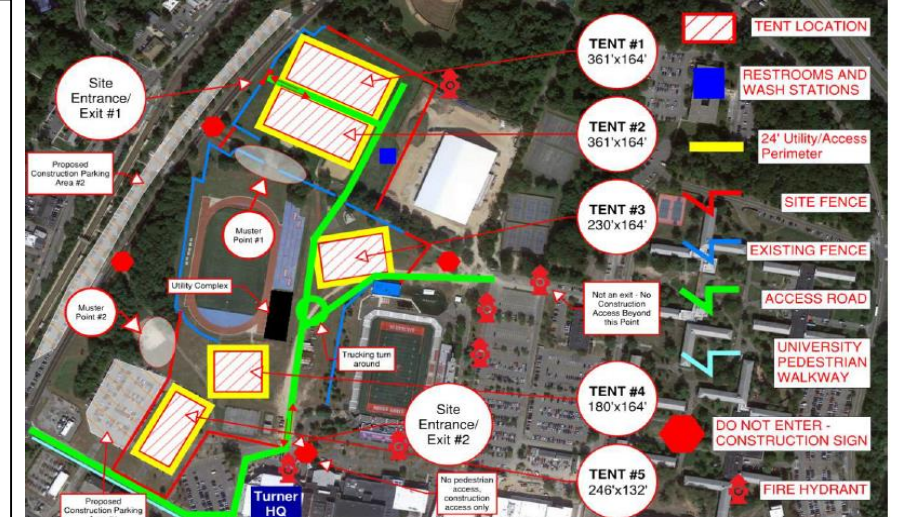 TENT #1
361'x164'
TENT LOCATION
Site
Entrance/
Exit #1
RESTROOMS AND
WASH STATIONS
TENT #2
361'x164'
24' Utility/Access
Perimeter
Proposed
Construction Parking
Area #2
TENT #3
230'x164'
SITE FENCE
Muster
Point #1
EXISTING FENCE
Utility Complex
Not an exit - No
Construction
Access Beyond
this Point
ACCESS ROAD
Muster
Point #2
UNIVERSITY
PEDESTRIAN
WALKWAY
Trucking turn
around
TENT #4
180'x164'
Site
Entrance/
Exit #2
DO NOT ENTER -
CONSTRUCTION SIGN
TENT #5
246'x132'
No pedestrian
access,
construction
access only
FIRE HYDRANT
Turner
HQ
Proposed
Construction Parking